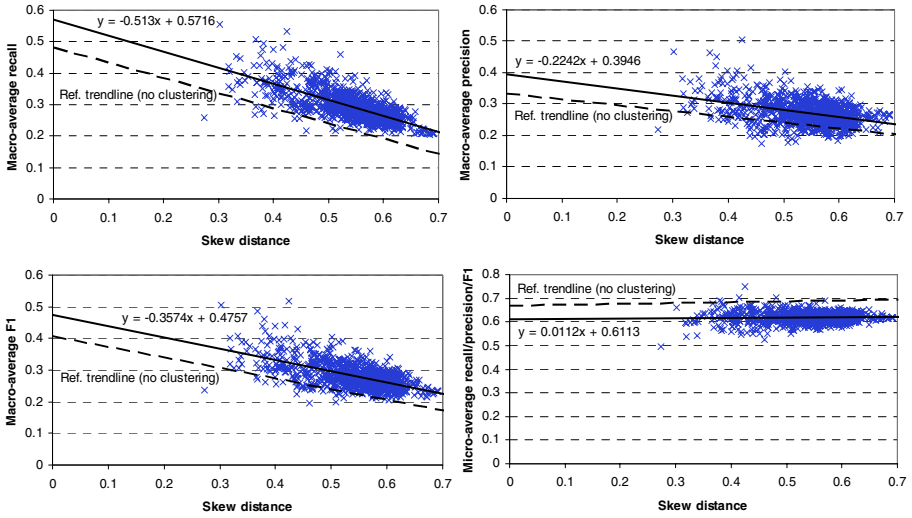 Macro-average recall
0.6
0.5
0.4
0.3
0.2
0.1
0
y = -0.513x + 0.5716
Ref. trendline (no clustering)
0 0.1 0.2 0.3 0.4 0.5 0.6 0.7
Skew distance
Macro-average precision
0.6
0.5
0.4
0.3
0.2
0.1
0
y = -0.2242x + 0.3946
Ref. trendline (no clustering)
0 0.1 0.2 0.3 0.4 0.5 0.6 0.7
Skew distance
Macro-average F1
0.6
0.5
0.4
0.3
0.2
0.1
0
y = -0.3574x + 0.4757
Ref. trendline (no clustering)
0 0.1 0.2 0.3 0.4 0.5 0.6 0.7
Skew distance
Micro-average recall/precision/F1
0.8
0.7
0.6
0.5
0.4
0.3
0.2
0.1
0
Ref. trendline (no clustering)
y = 0.0112x + 0.6113
0 0.1 0.2 0.3 0.4 0.5 0.6 0.7
Skew distance